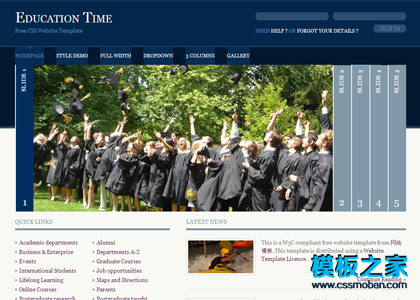 EDUCATION TIME
Free CSS Website Template
NEED HELP ? OR FORGOT YOUR DETAILS ?
SIGN IN
HOMEPAGE
STYLE DEMO
FULL WIDTH
DROPDOWN
3 COLUMNS
GALLERY
SLIDE 1
1
SLIDE 2
2
SLIDE 3
3
SLIDE 4
4
SLIDE 5
5
QUICK LINKS
» Academic departments
» Business & Enterprise
» Events
» International Students
» Lifelong Learning
» Online Courses
» Postgraduate research
» Alumni
» Departments A-Z
» Graduate Courses
» Job opportunities
» Maps and Directions
» Parents
» Postgraduate taught
LATEST NEWS
This is a W3C compliant free website template from 网站
模板. This template is distributed using a Website
Template Licence.
Continue Reading »
模板之家
www.cssmoban.com